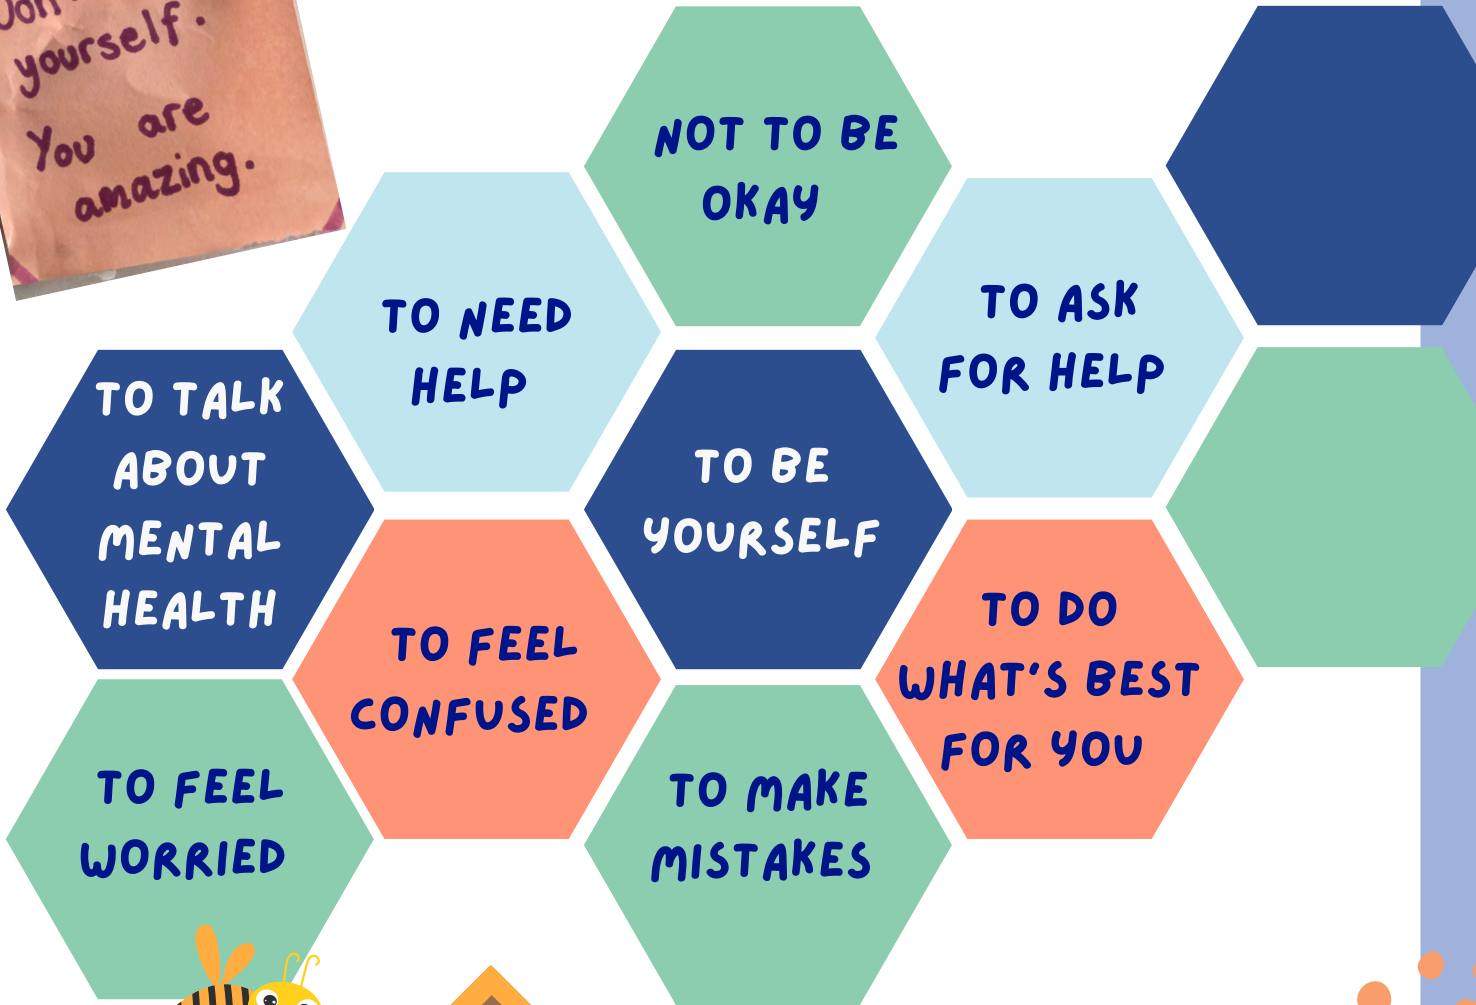 yourself.
You are
amazing.
NOT TO BE
OKAY
TO NEED
HELP
TO ASK
FOR HELP
TO TALK
ABOUT
MENTAL
HEALTH
TO BE
YOURSELF
TO FEEL
CONFUSED
TO DO
WHAT'S BEST
FOR YOU
TO FEEL
WORRIED
TO MAKE
MISTAKES